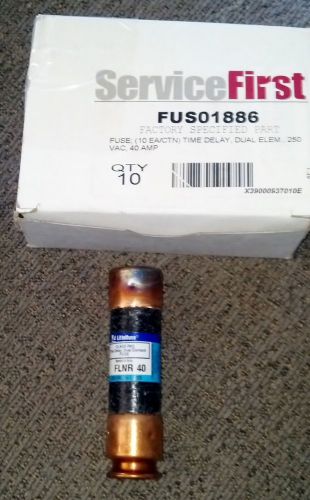 ServiceFirst
FUS01886
FACTORY SPECIFIED PART
FUSE; (10 EA/CTN) TIME DELAY, DUAL ELEM., 250
VAC, 40 AMP
QTY
10
X39000637010E
Littelfuse
FLNR 40